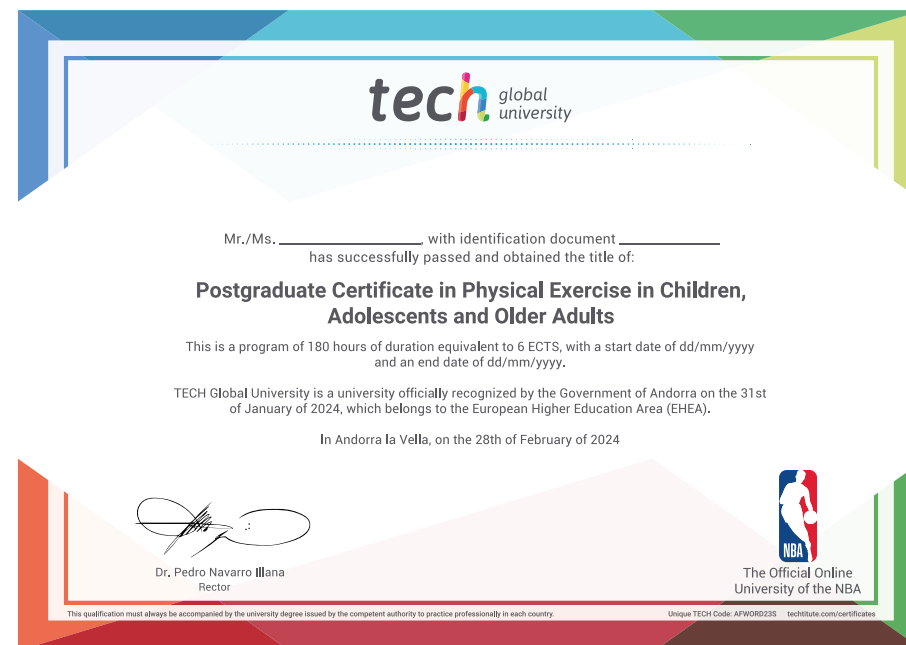 tech global
university
Mr./Ms. ____________________, with identification document ______________
has successfully passed and obtained the title of:
Postgraduate Certificate in Physical Exercise in Children,
Adolescents and Older Adults
This is a program of 180 hours of duration equivalent to 6 ECTS, with a start date of dd/mm/yyyy
and an end date of dd/mm/yyyy.
TECH Global University is a university officially recognized by the Government of Andorra on the 31st
of January of 2024, which belongs to the European Higher Education Area (EHEA).
In Andorra la Vella, on the 28th of February of 2024
Dr. Pedro Navarro Illana
Rector
NBA
The Official Online
University of the NBA
This qualification must always be accompanied by the university degree issued by the competent authority to practice professionally in each country.
Unique TECH Code: AFWORD23S techtitute.com/certificates